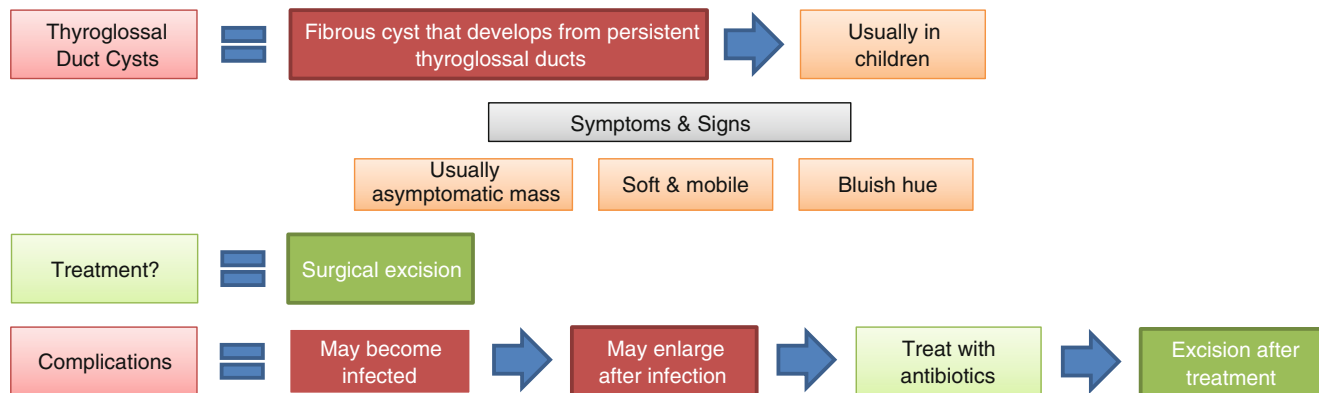 Thyroglossal
Duct Cysts
Fibrous cyst that develops from persistent
thyroglossal ducts
Usually in
children
Symptoms & Signs
Usually
asymptomatic mass
Soft & mobile
Bluish hue
Treatment?
Surgical excision
Complications
May become
infected
May enlarge
after infection
Treat with
antibiotics
Excision after
treatment